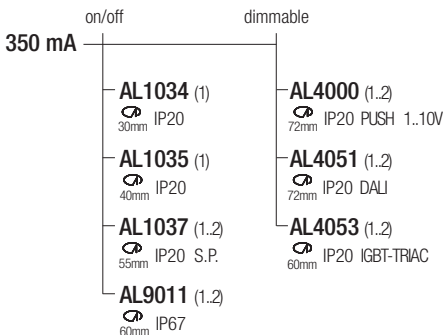 on/off dimmable
350 mA
AL1034 (1)
30mm IP20
AL1035 (1)
40mm IP20
AL1037 (1..2)
55mm IP20 S.P.
AL9011 (1..2)
60mm IP67
AL4000 (1..2)
72mm IP20 PUSH 1..10V
AL4051 (1..2)
72mm IP20 DALI
AL4053 (1..2)
60mm IP20 IGBT-TRIAC